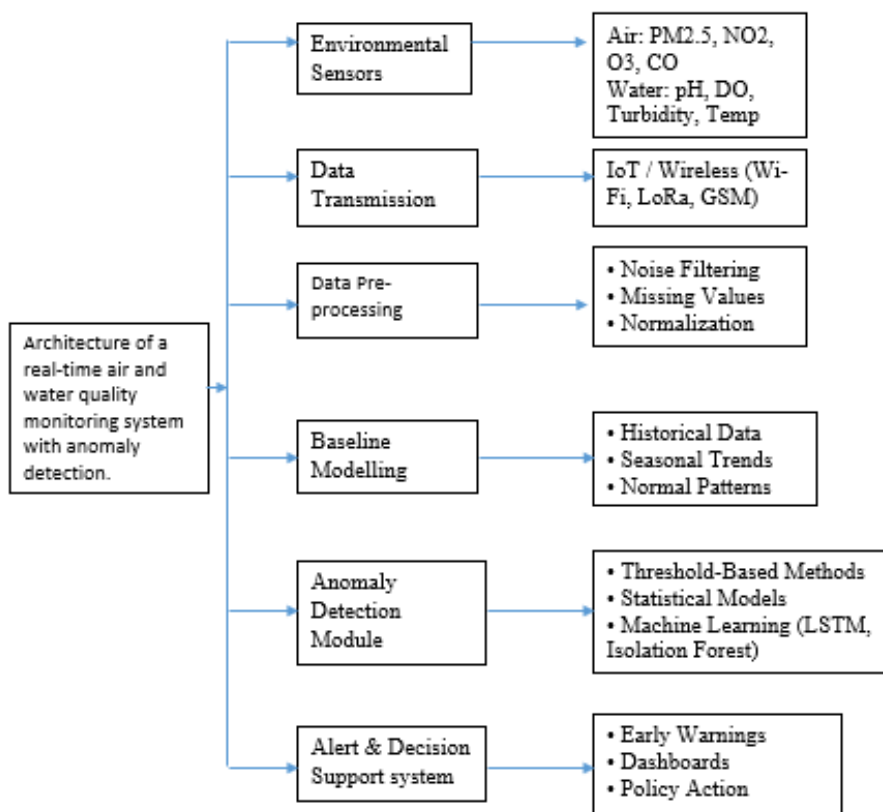 Environmental
Sensors
Air: PM2.5, NO2,
O3, CO
Water: pH, DO,
Turbidity, Temp
Data
Transmission
IoT / Wireless (Wi-
Fi, LoRa, GSM)
Data Pre-
processing
• Noise Filtering
• Missing Values
• Normalization
Architecture of a
real-time air and
water quality
monitoring system
with anomaly
detection.
Baseline
Modelling
• Historical Data
• Seasonal Trends
• Normal Patterns
Anomaly
Detection
Module
• Threshold-Based Methods
• Statistical Models
• Machine Learning (LSTM,
Isolation Forest)
Alert & Decision
Support system
• Early Warnings
• Dashboards
• Policy Action